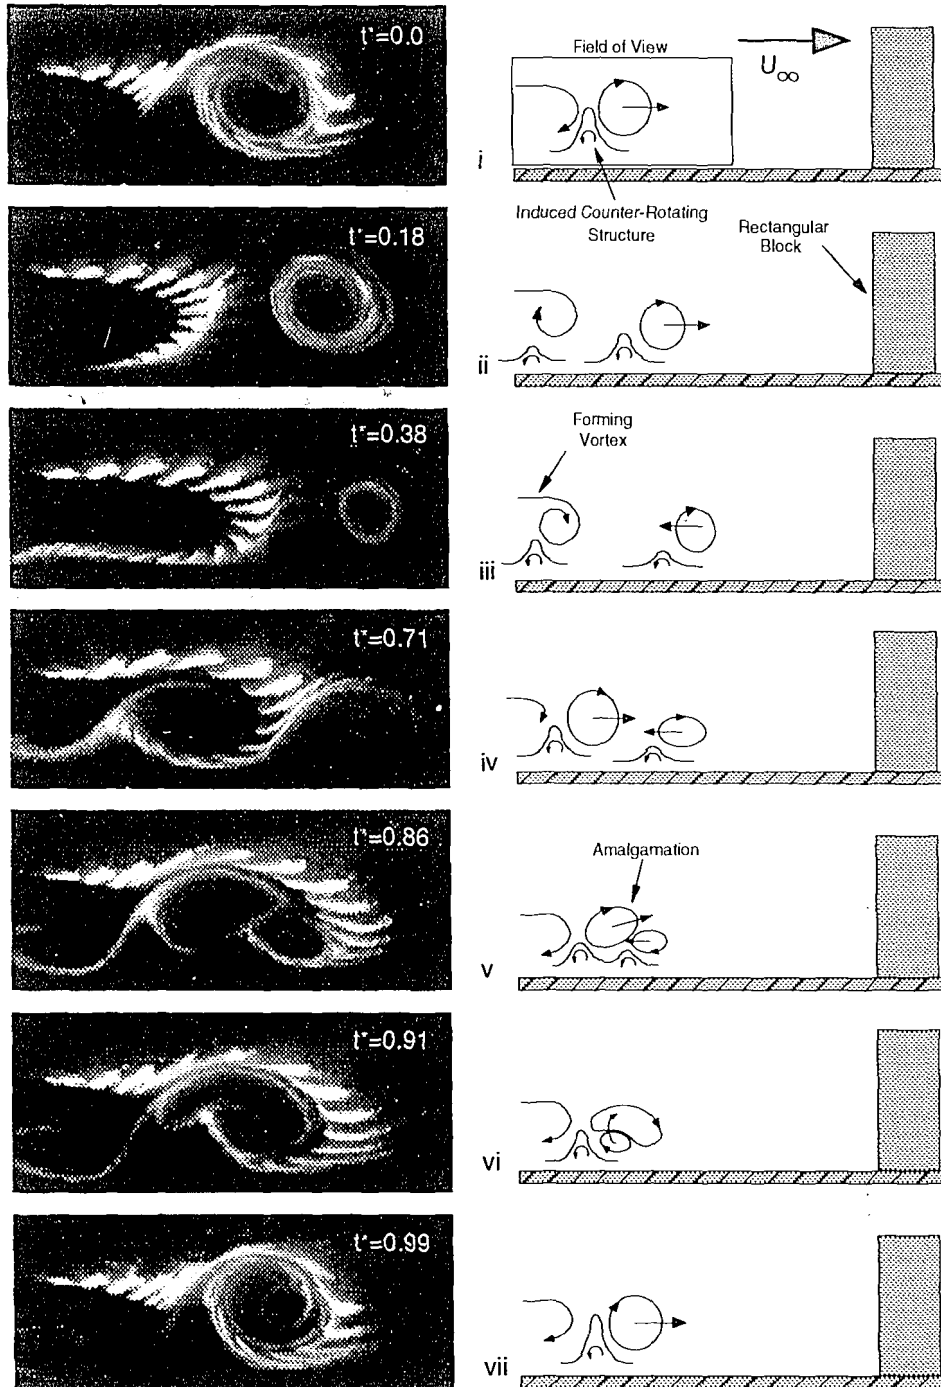 t*=0.0
Field of View
U∞
i
Induced Counter-Rotating
Structure
Rectangular
Block
t*=0.18
ii
t*=0.38
Forming
Vortex
iii
t*=0.71
iv
t*=0.86
Amalgamation
v
t*=0.91
vi
t*=0.99
vii